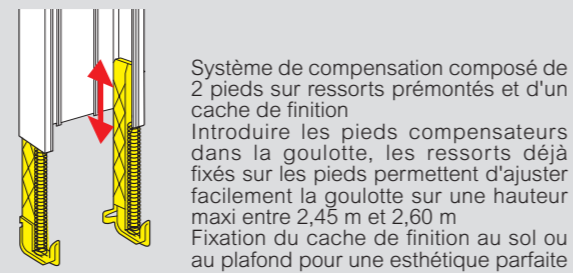 Système de compensation composé de
2 pieds sur ressorts prémontés et d'un
cache de finition
Introduire les pieds compensateurs
dans la goulotte, les ressorts déjà
fixés sur les pieds permettent d'ajuster
facilement la goulotte sur une hauteur
maxi entre 2,45 m et 2,60 m
Fixation du cache de finition au sol ou
au plafond pour une esthétique parfaite